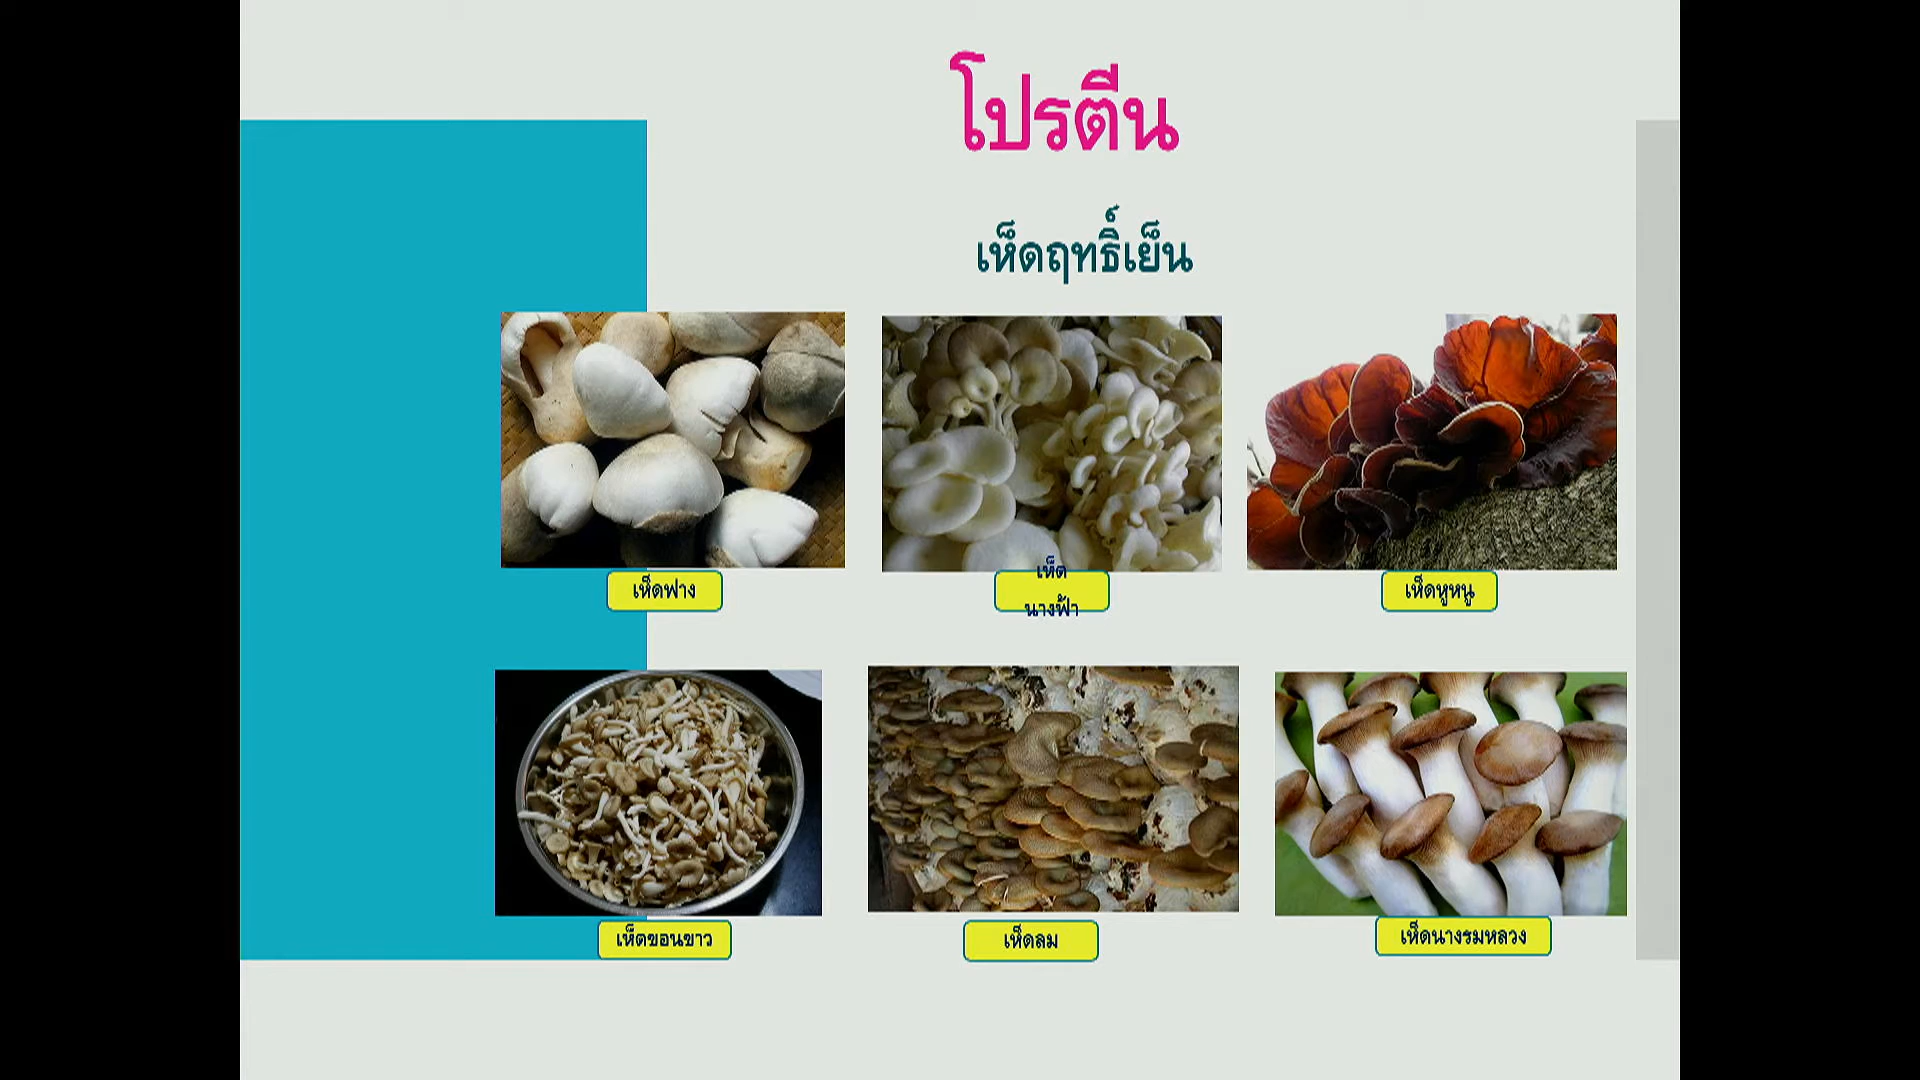 โปรตีน
เห็ดฤทธิ์เย็น
เห็ดฟาง
เห็ด
นางฟ้า
เห็ดหูหนู
เห็ดขอนขาว
เห็ดลม
เห็ดนางรมหลวง